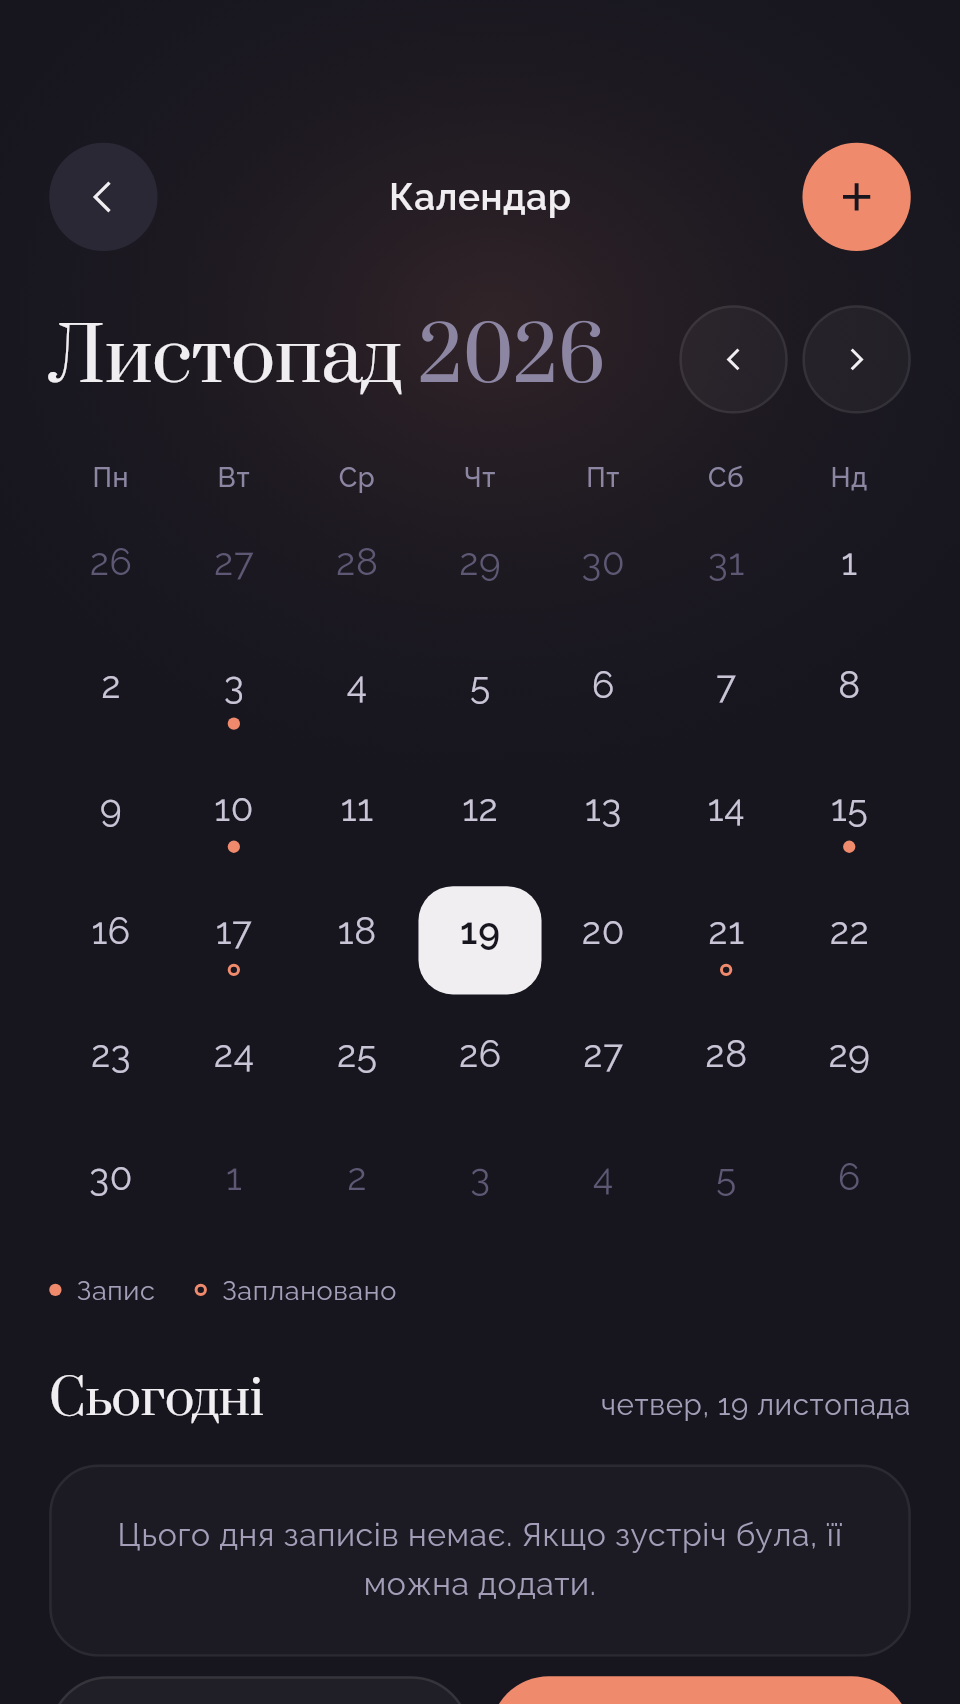 Календар
Листопад 2026
Пн Вт Ср Чт Пт Сб Нд
26 27 28 29 30 31 1
2 3 4 5 6 7 8
9 10 11 12 13 14 15
16 17 18 19 20 21 22
23 24 25 26 27 28 29
30 1 2 3 4 5 6
Запис Заплановано
Сьогодні четвер, 19 листопада
Цього дня записів немає. Якщо зустріч була, її
можна додати.